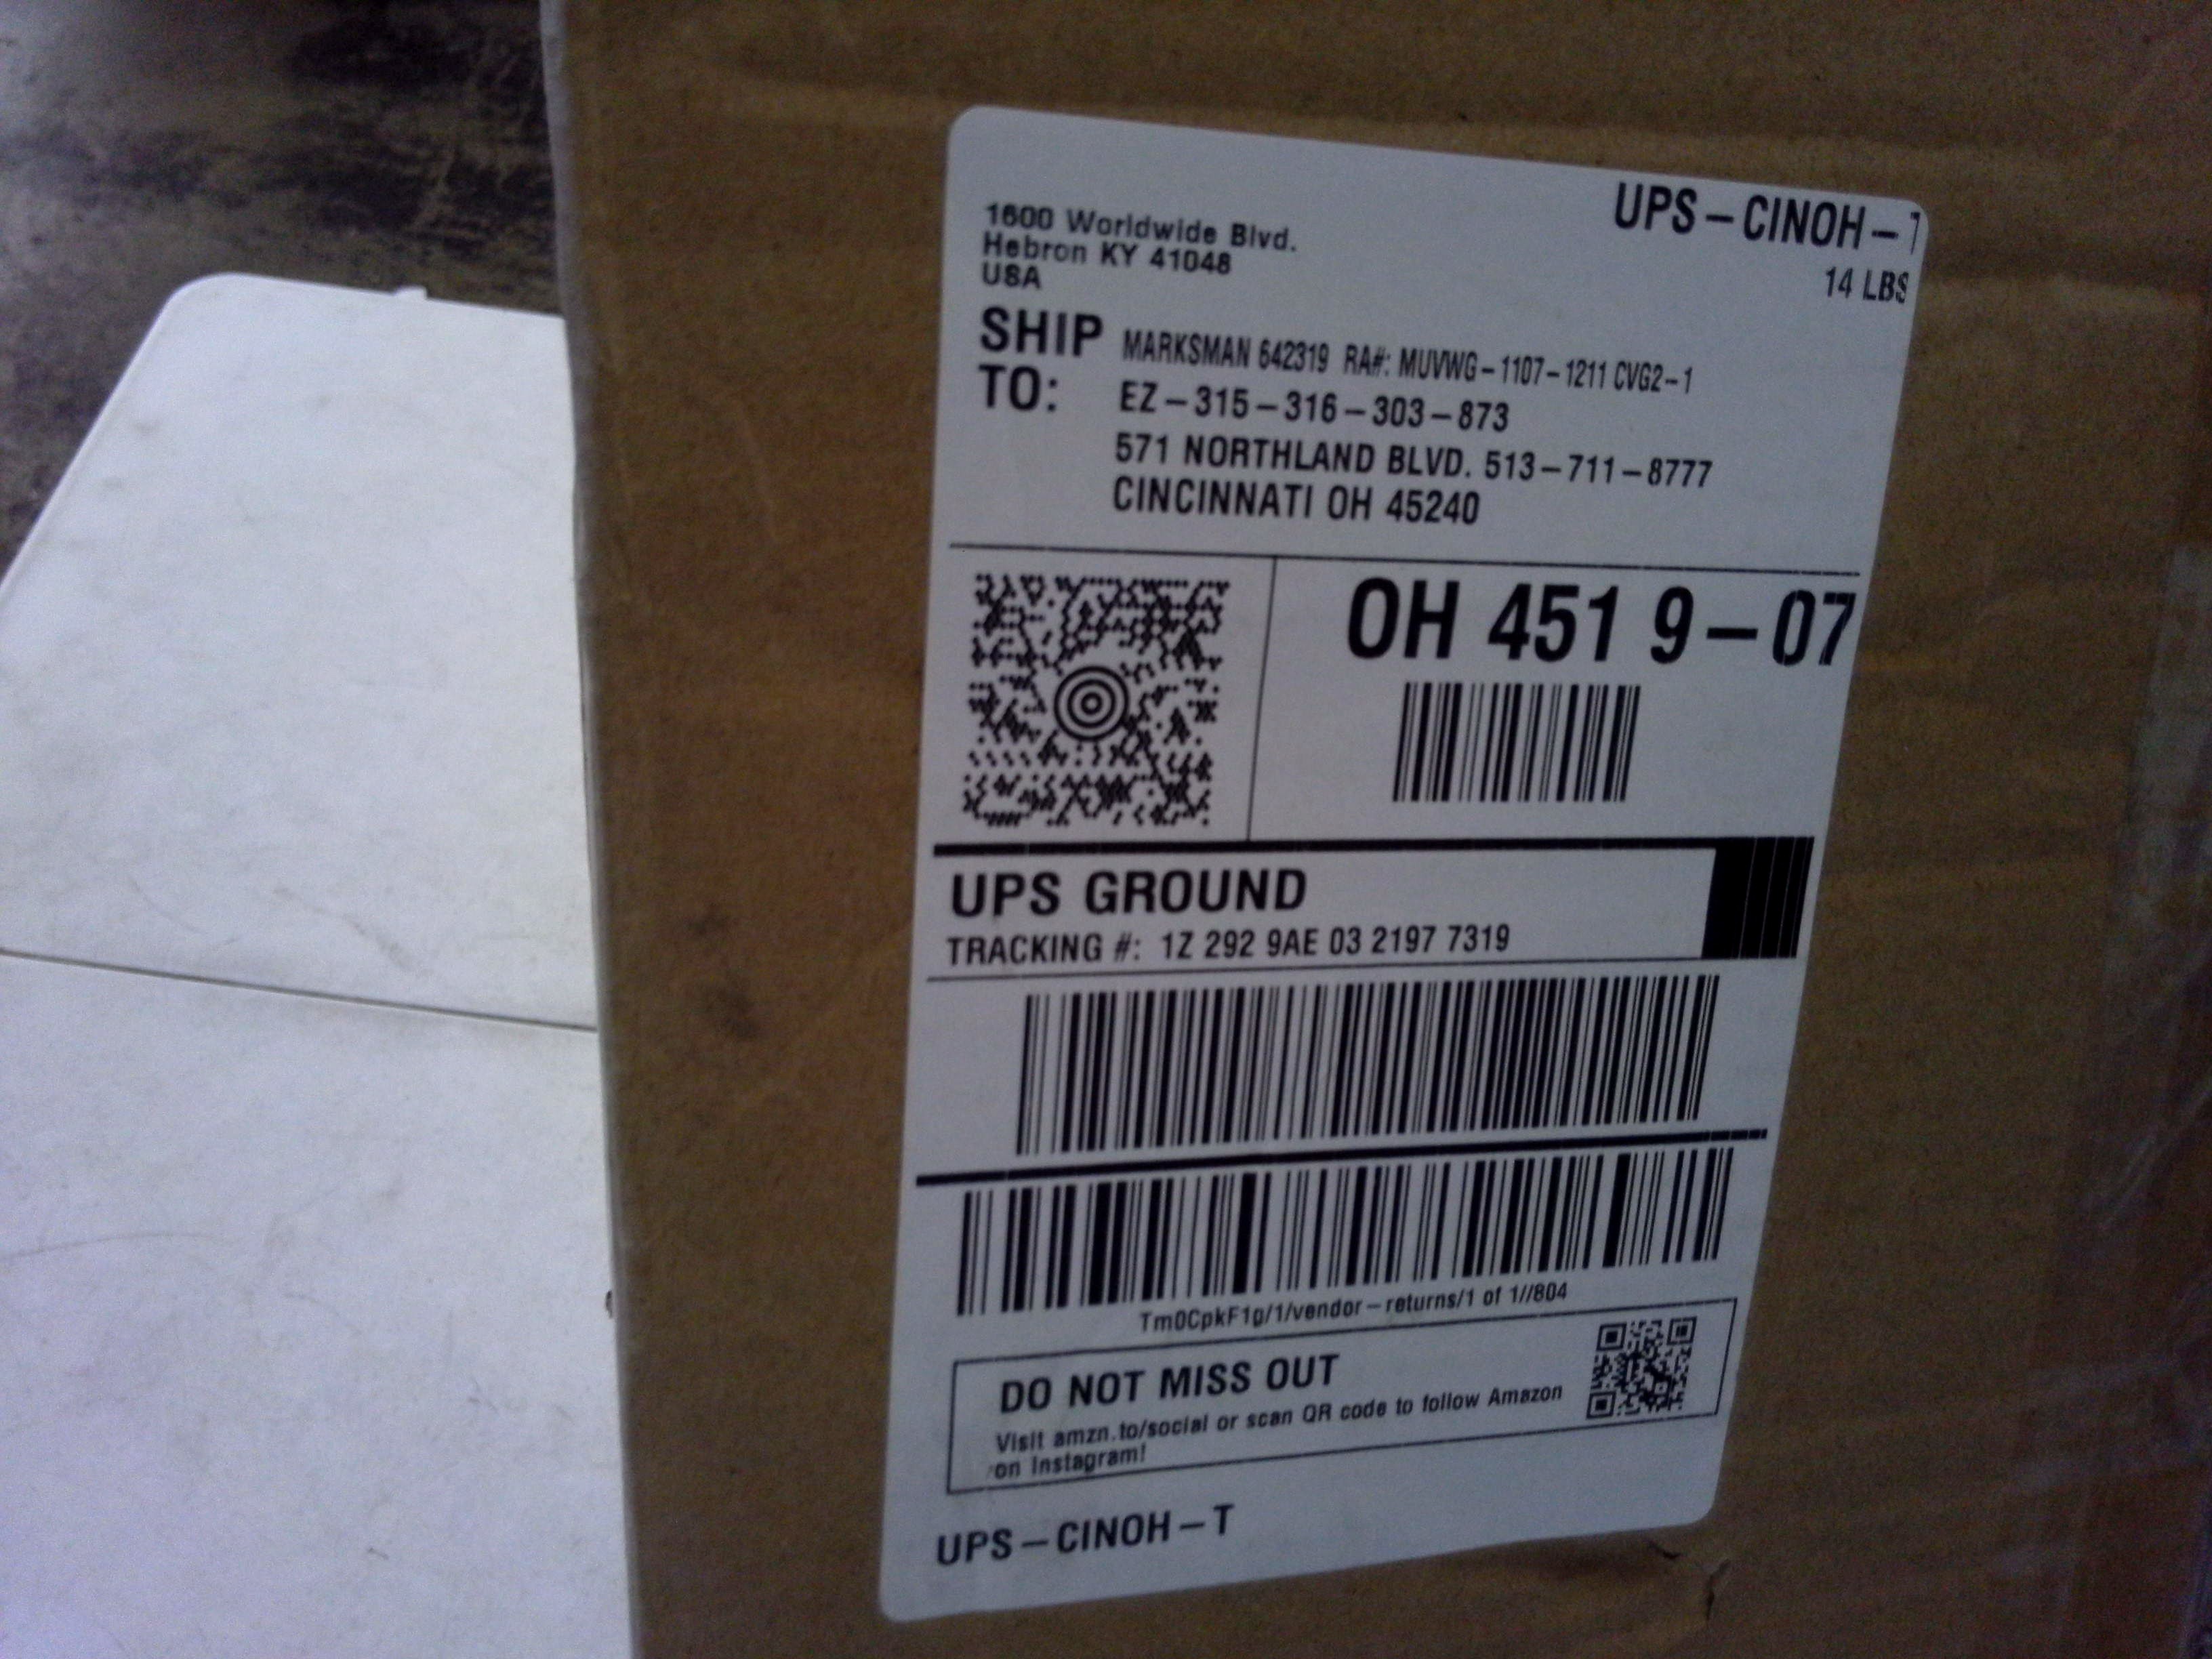 1600 Worldwide Blvd.
Hebron KY 41048
USA
UPS-CINOH-T
14 LBS
SHIP TO:
MARKSMAN 642319 RA#: MUVWG-1107-1211 CVG2-1
EZ-315-316-303-873
571 NORTHLAND BLVD. 513-711-8777
CINCINNATI OH 45240
OH 451 9-07
UPS GROUND
TRACKING #: 1Z 292 9AE 03 2197 7319
Tm0CpkF1g/1/vendor-returns/1 of 1//804
DO NOT MISS OUT
Visit amzn.to/social or scan QR code to follow Amazon
on Instagram!
UPS-CINOH-T